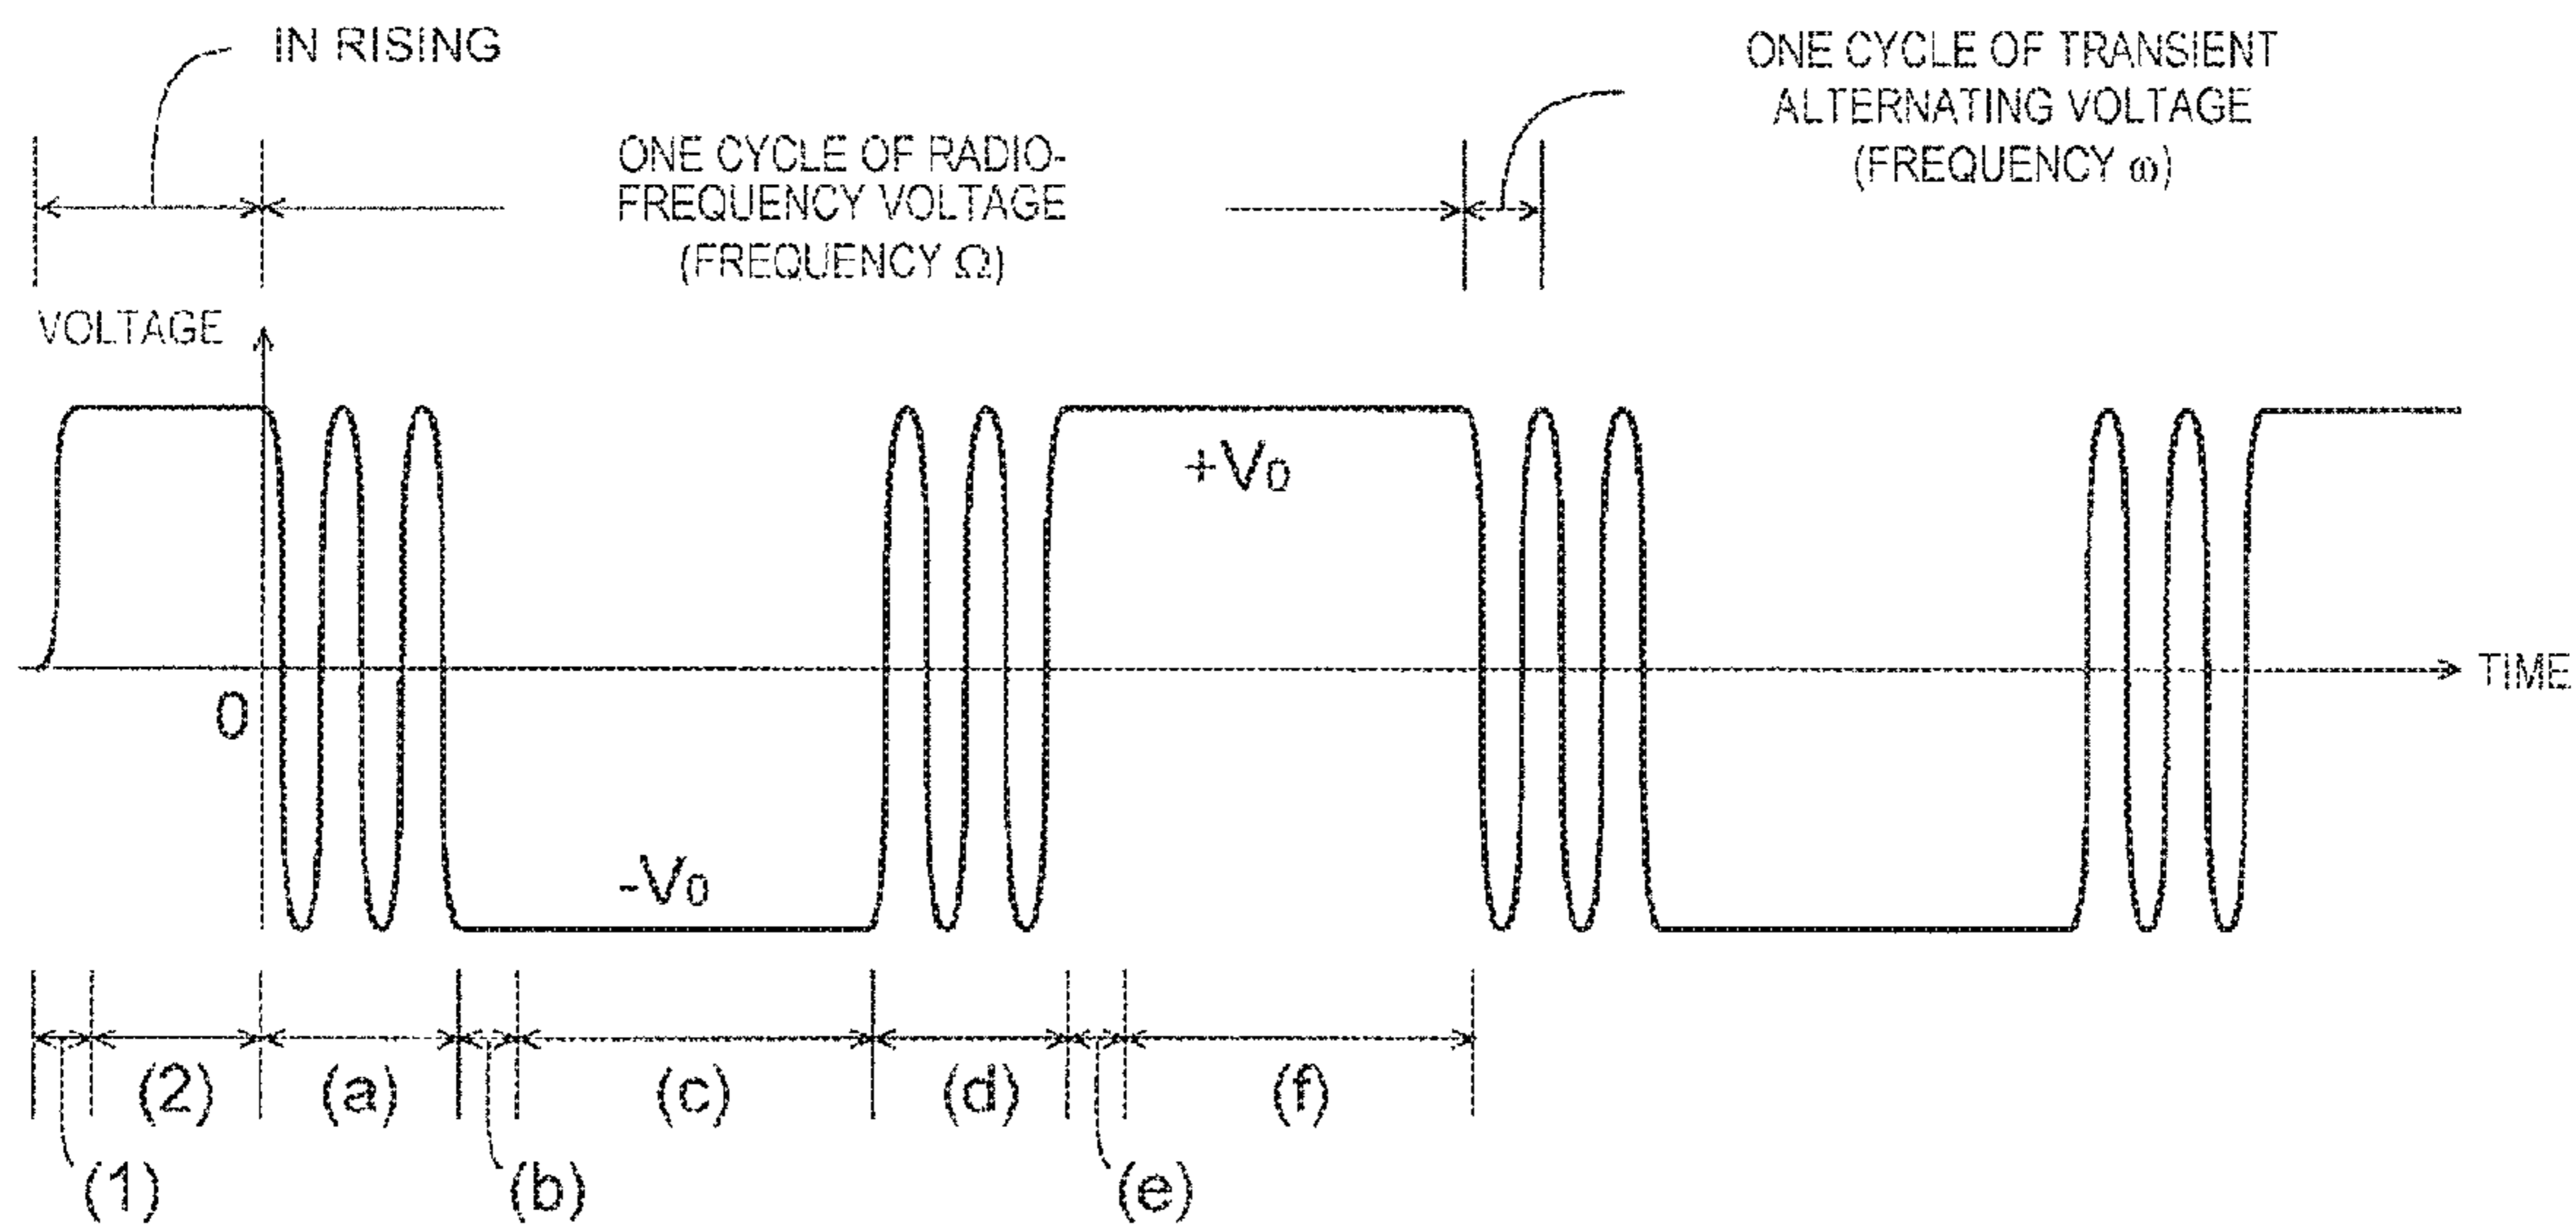 IN RISING
ONE CYCLE OF RADIO-
FREQUENCY VOLTAGE
(FREQUENCY Ω)
ONE CYCLE OF TRANSIENT
ALTERNATING VOLTAGE
(FREQUENCY ω)
VOLTAGE
+V0
0
TIME
-V0
(2)
(a)
(c)
(d)
(f)
(1)
(b)
(e)